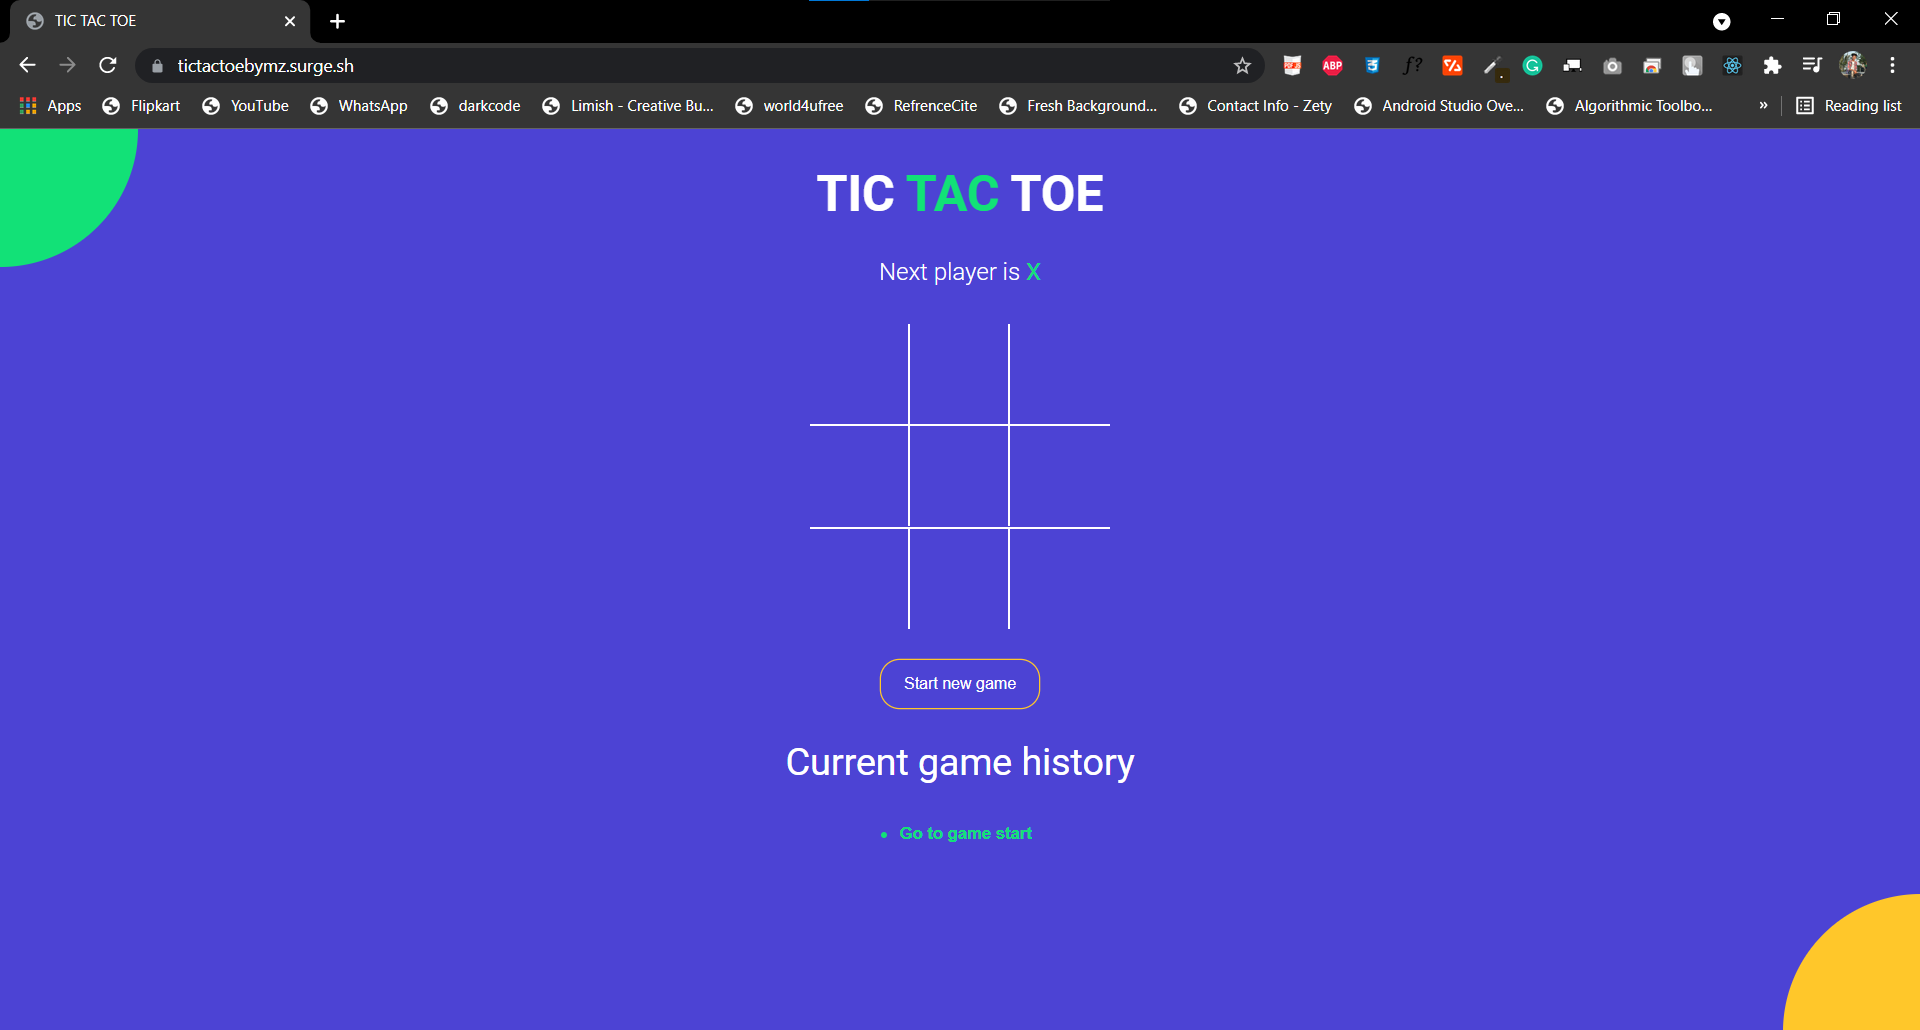 TIC TAC TOE
tictactoebymz.surge.sh
ABP
f?
G
Apps Flipkart YouTube WhatsApp darkcode Limish - Creative Bu... world4ufree RefrenceCite Fresh Background... Contact Info - Zety Android Studio Ove... Algorithmic Toolbo... » Reading list
TIC TAC TOE
Next player is X
Start new game
Current game history
• Go to game start